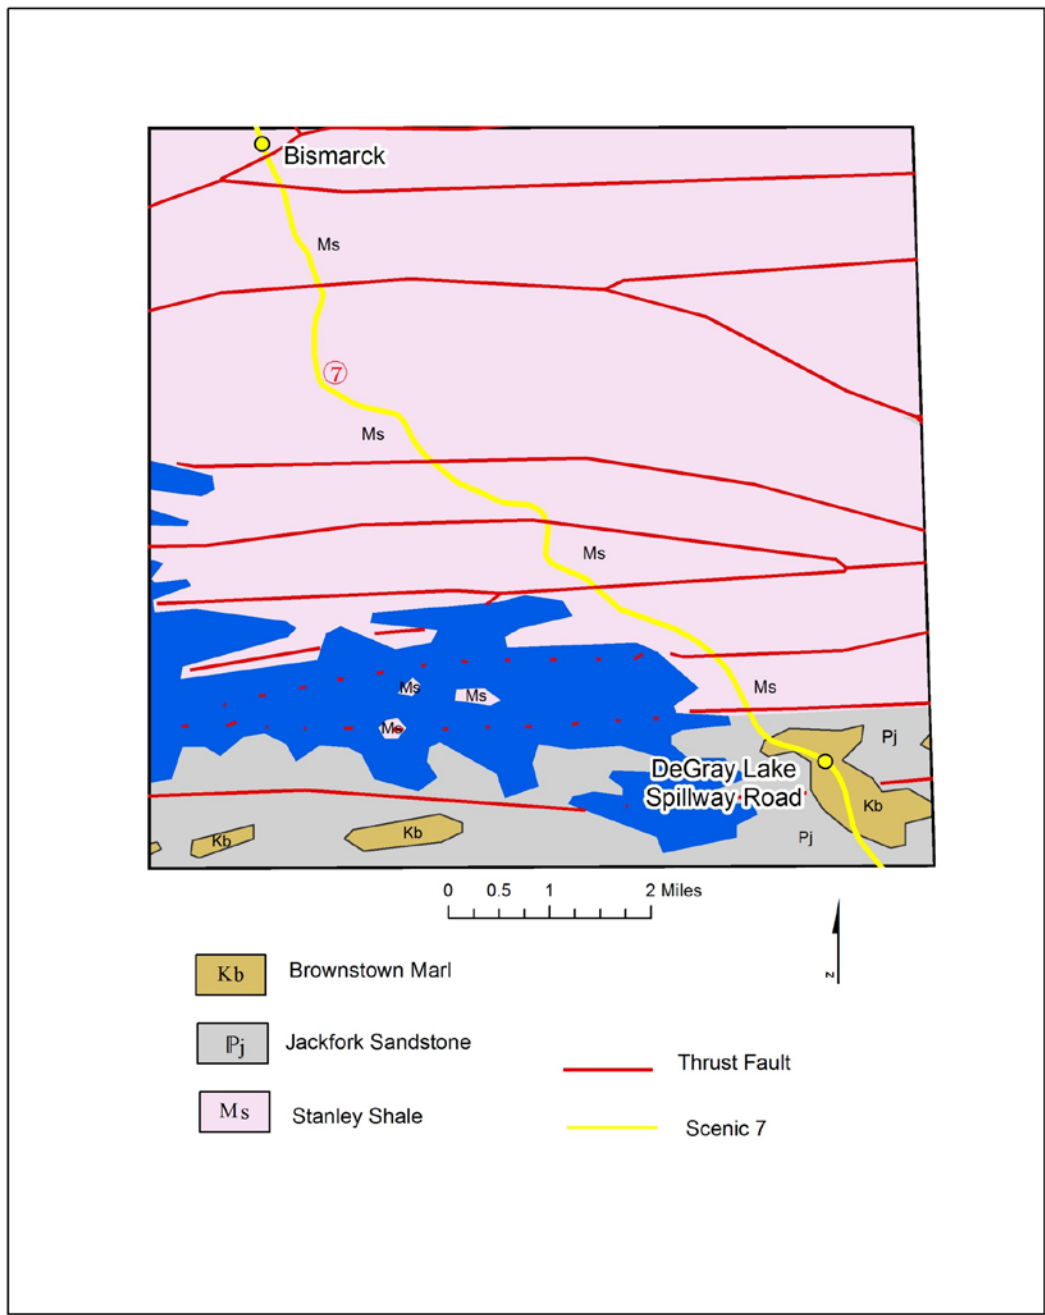 Bismarck
Ms
7
Ms
Ms
Ms
Ms
Ms
Ms
Pj
DeGray Lake
Spillway Road
Kb
Kb
Kb
Pj
0 0.5 1 2 Miles
N
Kb Brownstown Marl
ℙj Jackfork Sandstone
Thrust Fault
Ms Stanley Shale
Scenic 7